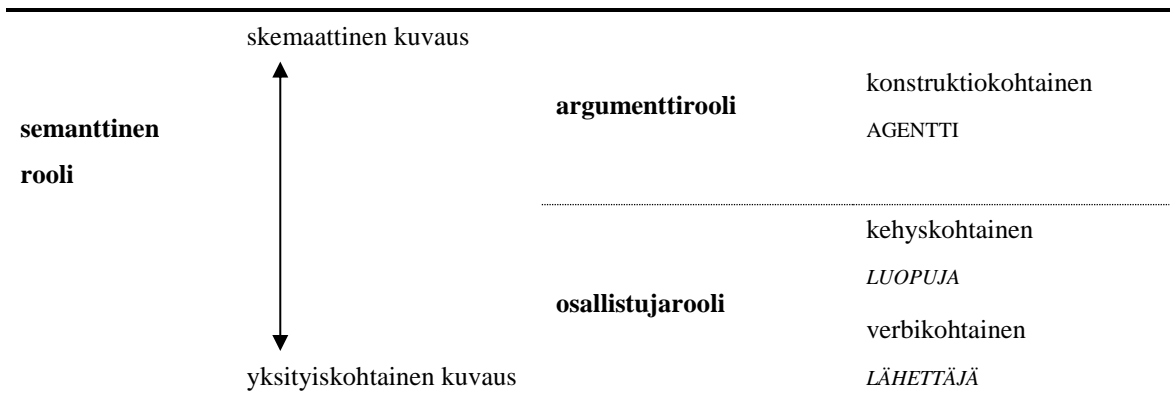 skemaattinen kuvaus
semanttinen
rooli
yksityiskohtainen kuvaus
argumenttirooli
konstruktiokohtainen
AGENTTI
osallistujarooli
kehyskohtainen
LUOPUJA
verbikohtainen
LÄHETTÄJÄ